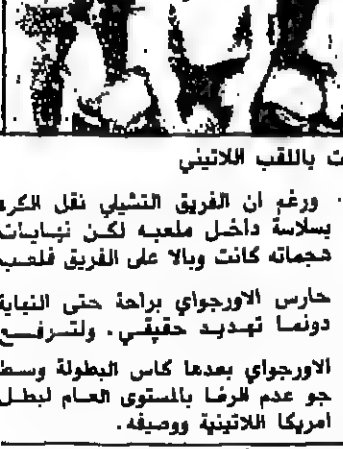 ت باللقب اللاتيني
ورغم ان الفريق التشيلي نقل الكرة
بسلاسة داخل ملعبه لكن نهايات
هجماته كانت وبالا على الفريق فلعب
حارس الاورجواي براحة حتى النهاية
دونما تهديد حقيقي. ولترفع
الاورجواي بعدها كاس البطولة وسط
جو عدم الرضا بالمستوى العام لبطل
امريكا اللاتينية ووصيفه.